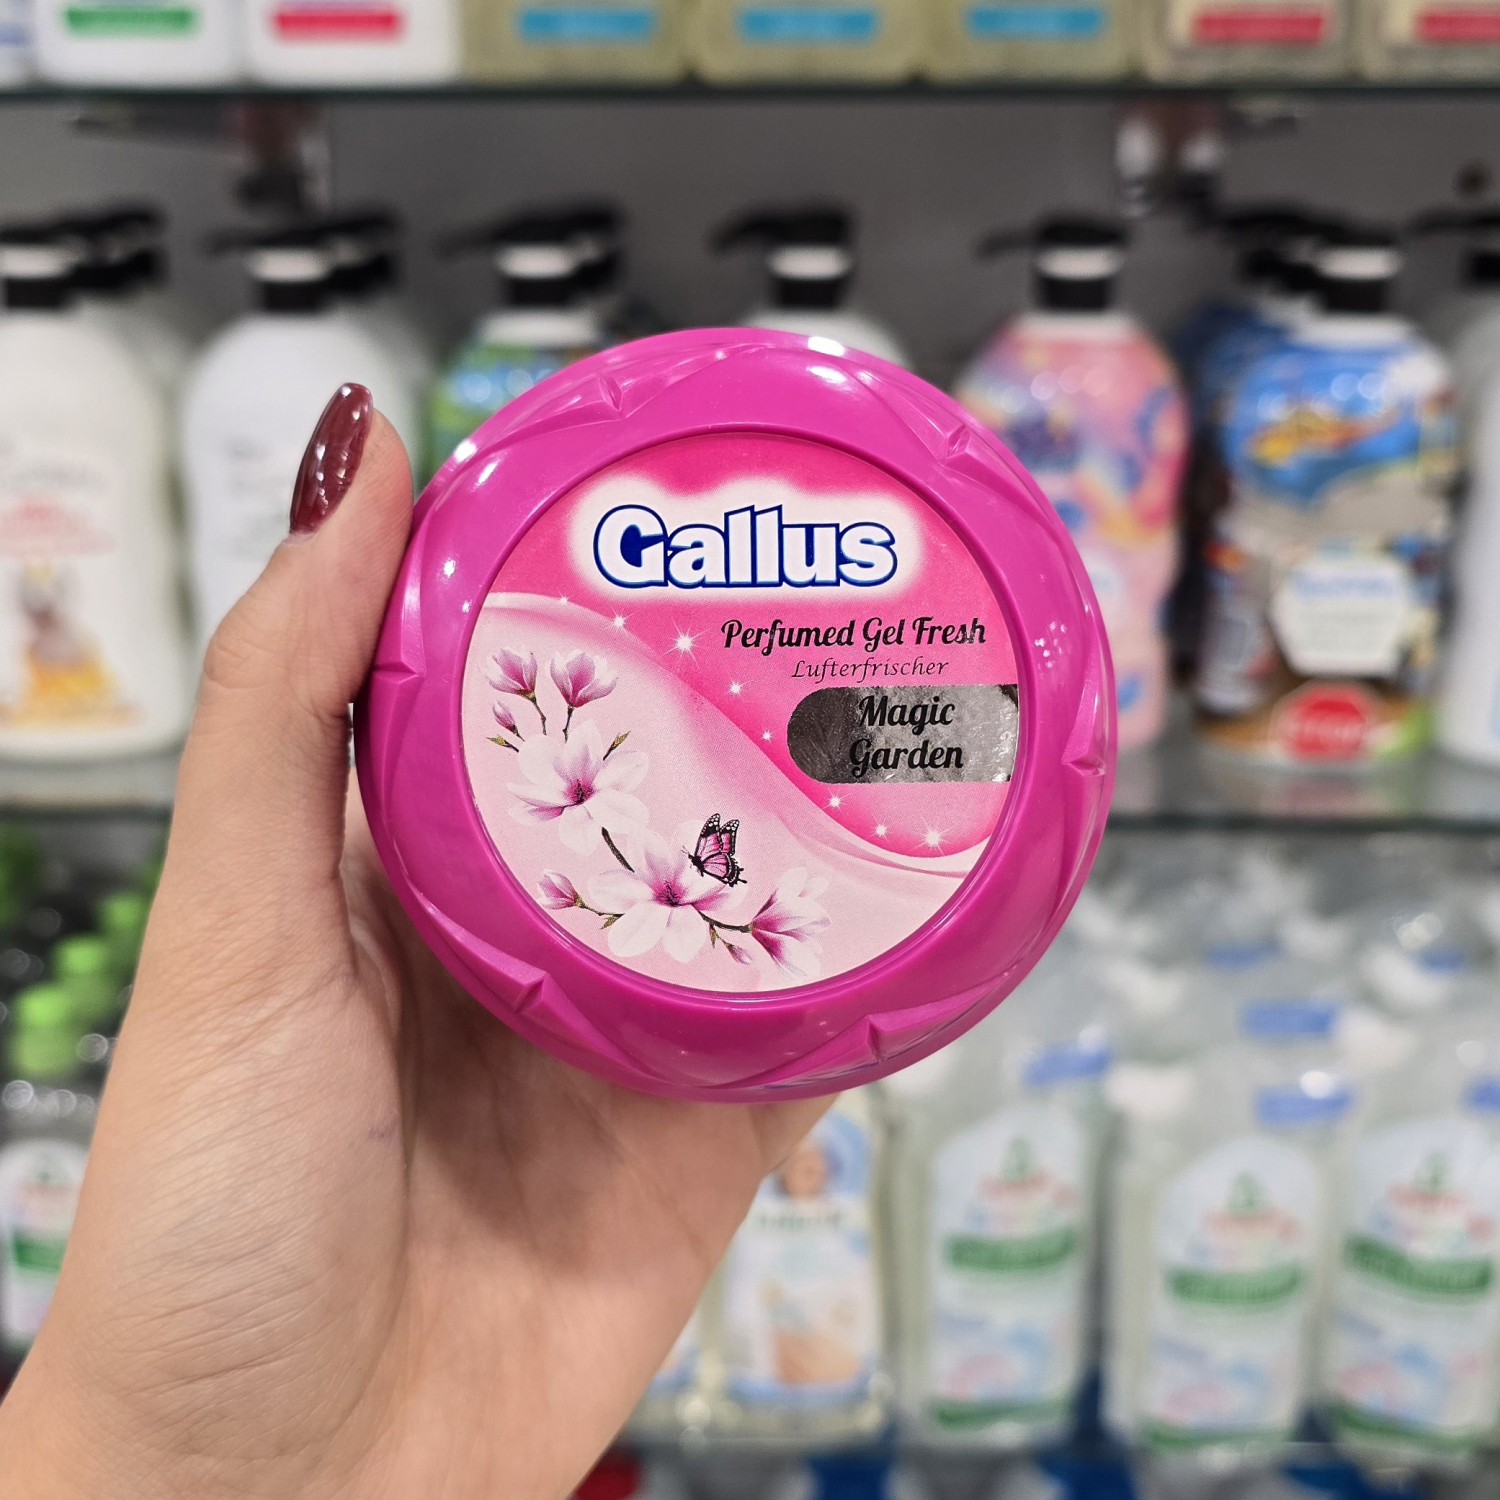 Gallus
Perfumed Gel Fresh
Lufterfrischer
Magic
Garden